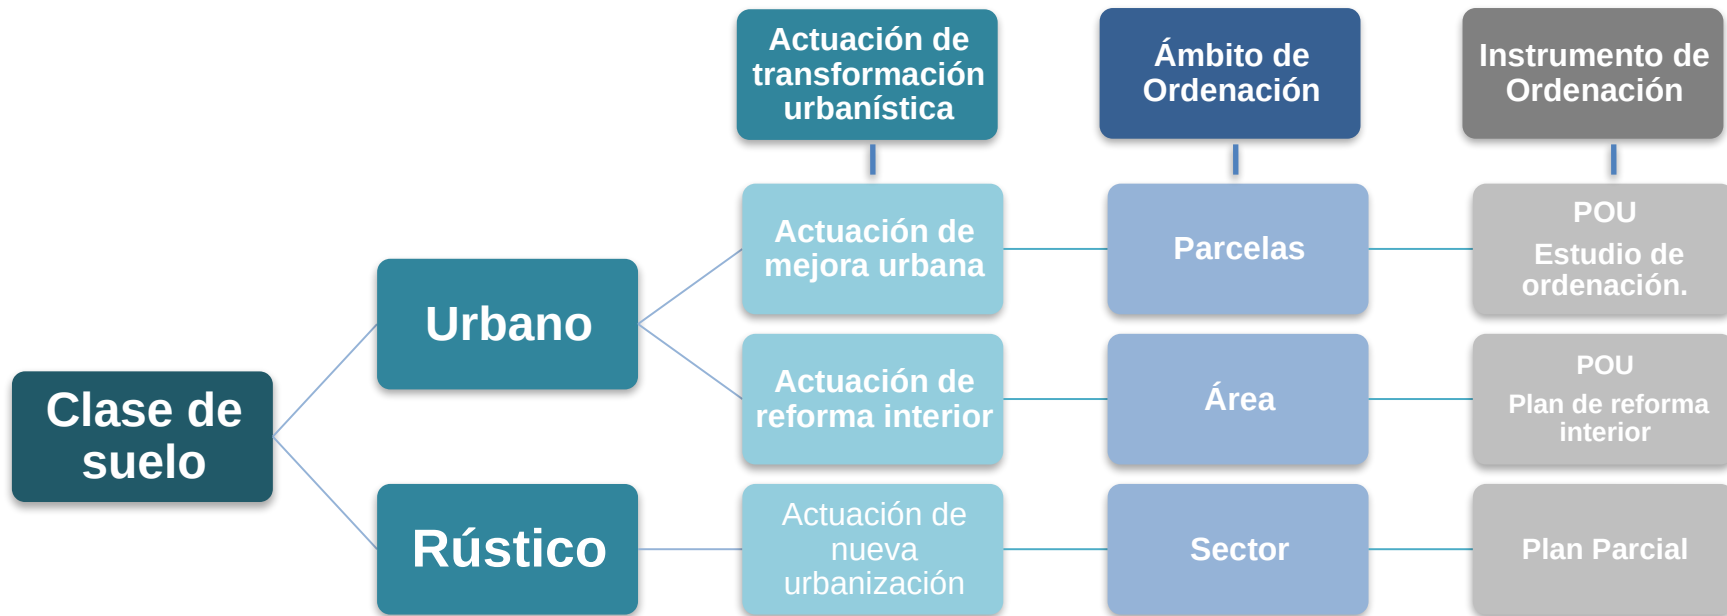 Actuación de
transformación
urbanística
Ámbito de
Ordenación
Instrumento de
Ordenación
Clase de
suelo
Urbano
Actuación de
mejora urbana
Parcelas
POU
Estudio de
ordenación.
Actuación de
reforma interior
Área
POU
Plan de reforma
interior
Rústico
Actuación de
nueva
urbanización
Sector
Plan Parcial